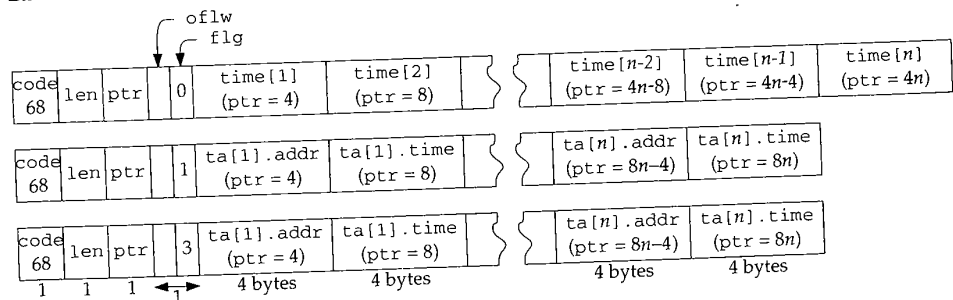 oflw
flg
code 68 len ptr 0 time[1] (ptr = 4) time[2] (ptr = 8) time[n-2] (ptr = 4n-8) time[n-1] (ptr = 4n-4) time[n] (ptr = 4n)
code 68 len ptr 1 ta[1].addr (ptr = 4) ta[1].time (ptr = 8) ta[n].addr (ptr = 8n-4) ta[n].time (ptr = 8n)
code 68 len ptr 3 ta[1].addr (ptr = 4) ta[1].time (ptr = 8) ta[n].addr (ptr = 8n-4) ta[n].time (ptr = 8n)
1 1 1 1 4 bytes 4 bytes 4 bytes 4 bytes